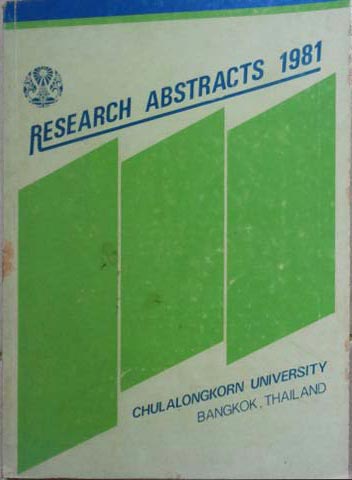 RESEARCH ABSTRACTS 1981
CHULALONGKORN UNIVERSITY
BANGKOK, THAILAND